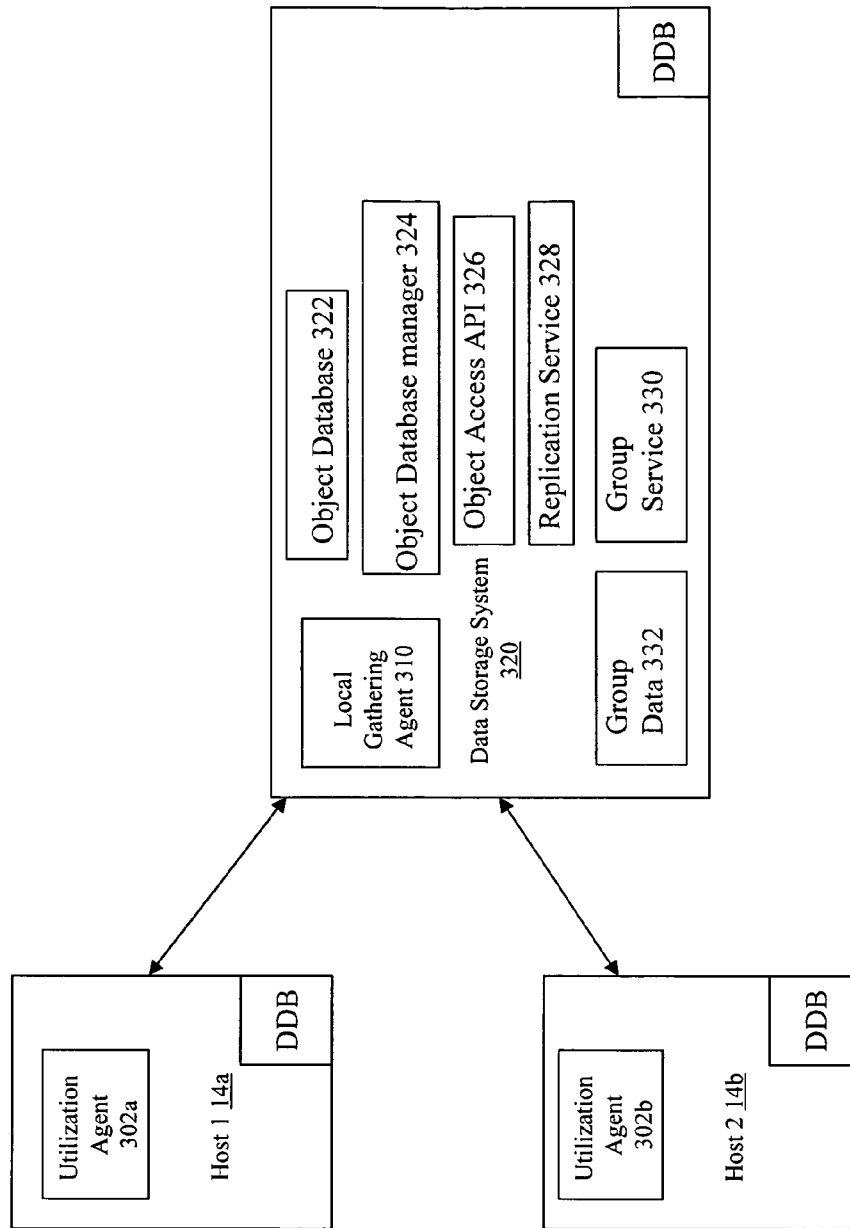 Utilization
Agent
302a
Host 1 14a
DDB
Utilization
Agent
302b
Host 2 14b
DDB
Local
Gathering
Agent 310
Data Storage System
320
Object Database 322
Object Database manager 324
Object Access API 326
Replication Service 328
Group
Data 332
Group
Service 330
DDB